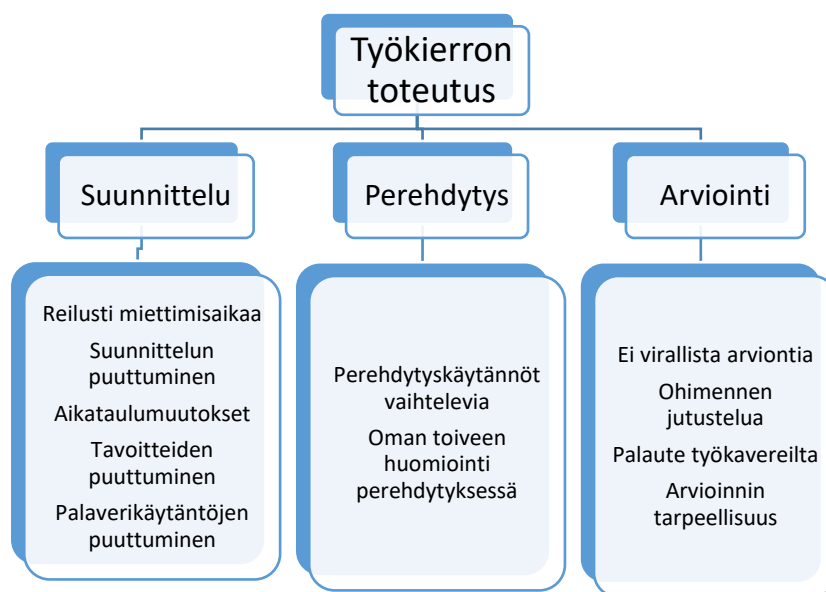 Työkierron
toteutus
Suunnittelu
Perehdytys
Arviointi
Reilusti miettimisaikaa
Suunnittelun
puuttuminen
Aikataulumuutokset
Tavoitteiden
puuttuminen
Palaverikäytäntöjen
puuttuminen
Perehdytyskäytännöt
vaihtelevia
Oman toiveen
huomiointi
perehdytyksessä
Ei virallista arviontia
Ohimennen
jutustelua
Palaute työkavereilta
Arvioinnin
tarpeellisuus